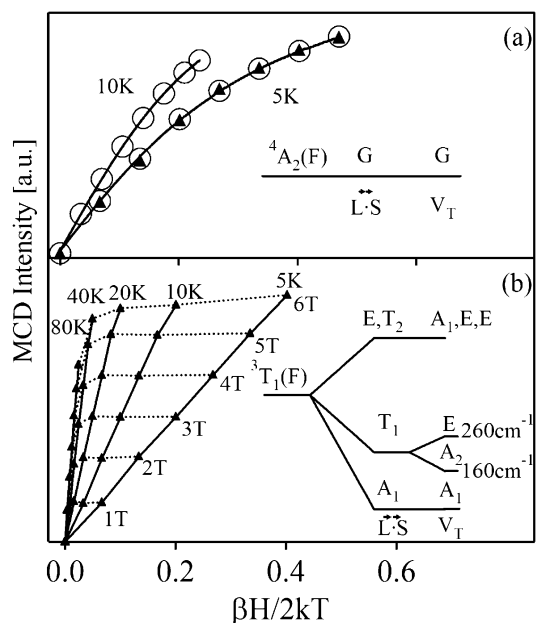 (a)
10K
5K
⁴A₂(F) G G
L·S V_T
MCD Intensity [a.u.]
(b)
5K
40K 20K 10K
6T
80K
5T
4T
3T
2T
1T
E,T₂ A₁,E,E
³T₁(F)
T₁ E 260cm⁻¹
A₂ 160cm⁻¹
A₁ A₁
L·S V_T
0.0 0.2 0.4 0.6
βH/2kT